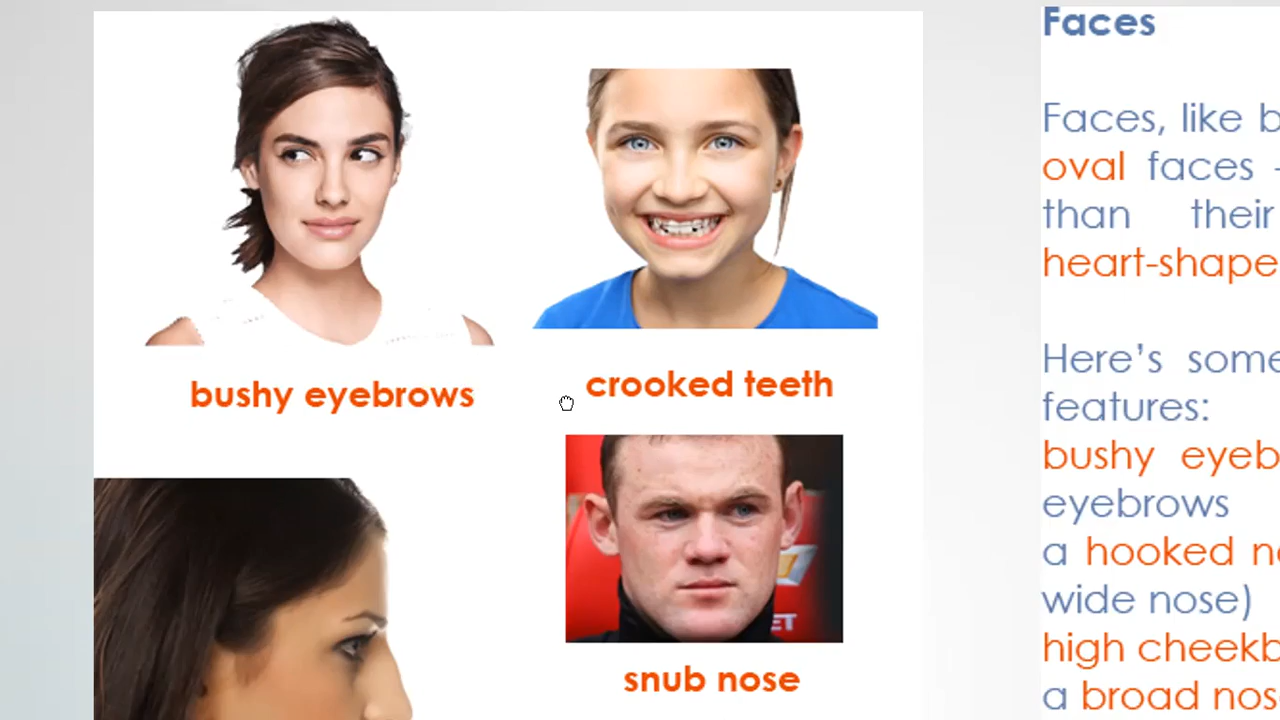 bushy eyebrows
crooked teeth
snub nose
ET
Faces
Faces, like b
oval faces -
than their
heart-shape
Here's some
features:
bushy eyeb
eyebrows
a hooked n
wide nose)
high cheekb
a broad nos